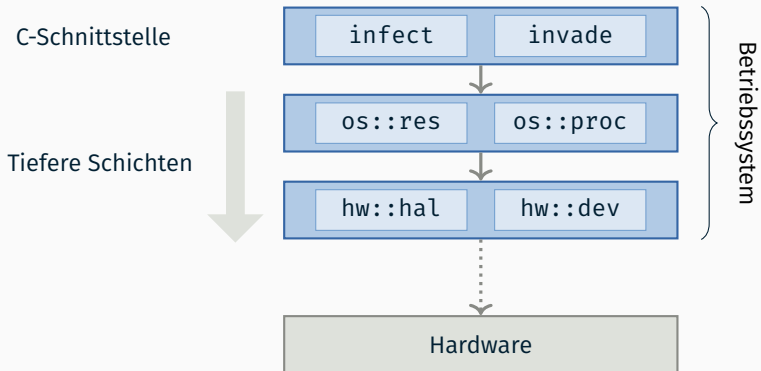 C-Schnittstelle
infect invade
Betriebssystem
os::res os::proc
Tiefere Schichten
hw::hal hw::dev
Hardware